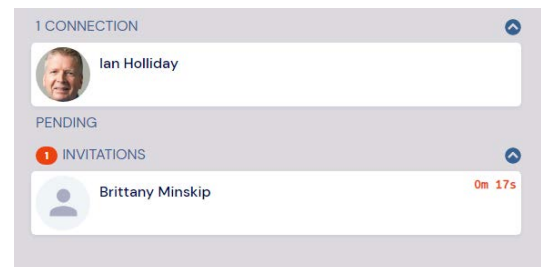 1 CONNECTION
Ian Holliday
PENDING
1 INVITATIONS
Brittany Minskip
0m 17s